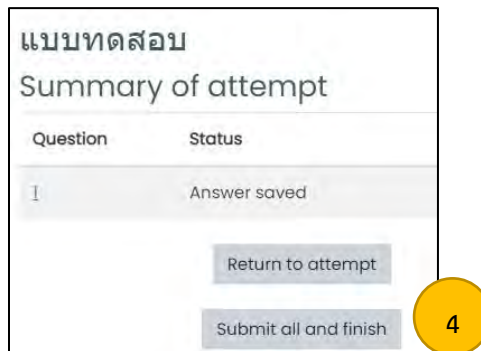 แบบทดสอบ
Summary of attempt
Question Status
1 Answer saved
Return to attempt
Submit all and finish
4